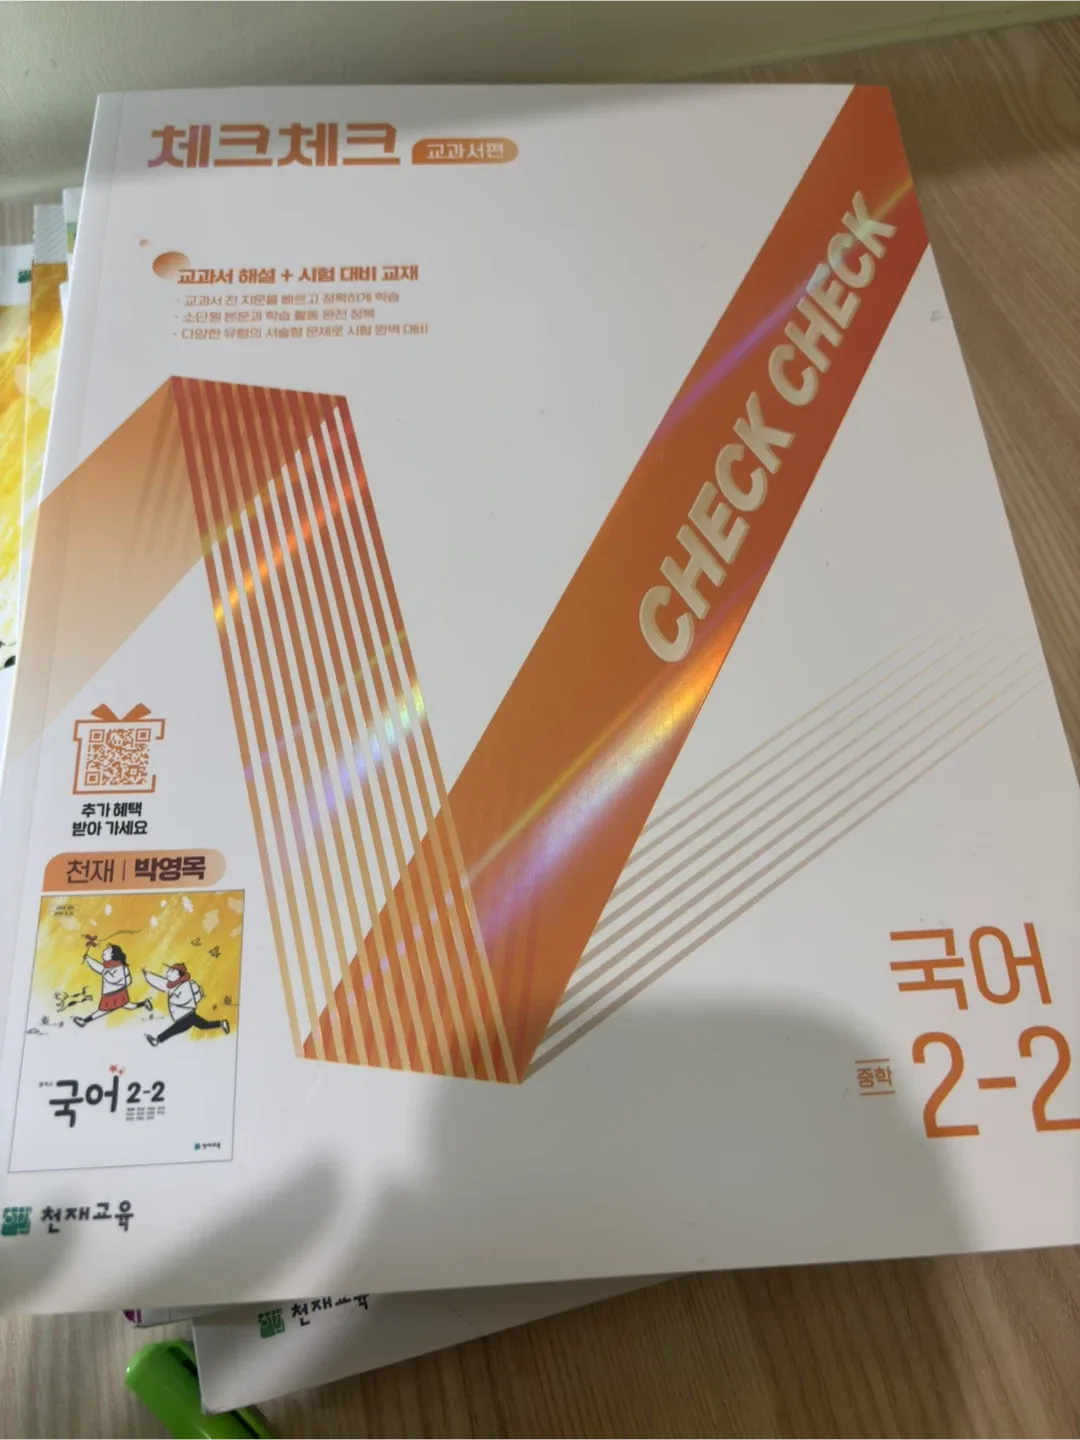 체크체크 교과서편
교과서 해설 + 시험 대비 교재
· 교과서 전 지문을 빠르고 정확하게 학습
· 소단원 본문과 학습 활동 완전 정복
· 다양한 유형의 서술형 문제로 시험 완벽 대비
CHECK CHECK
추가 혜택
받아 가세요
천재 | 박영목
국어 2-2
천재교육
국어
중학 2-2
천재교육
천재교육